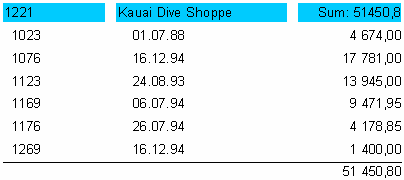 1221 Kauai Dive Shoppe Sum: 51450,8
1023 01.07.88 4 674,00
1076 16.12.94 17 781,00
1123 24.08.93 13 945,00
1169 06.07.94 9 471,95
1176 26.07.94 4 178,85
1269 16.12.94 1 400,00
51 450,80